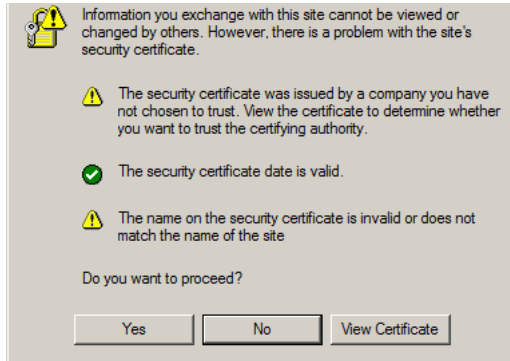 Information you exchange with this site cannot be viewed or
changed by others. However, there is a problem with the site's
security certificate.
The security certificate was issued by a company you have
not chosen to trust. View the certificate to determine whether
you want to trust the certifying authority.
The security certificate date is valid.
The name on the security certificate is invalid or does not
match the name of the site
Do you want to proceed?
Yes
No
View Certificate